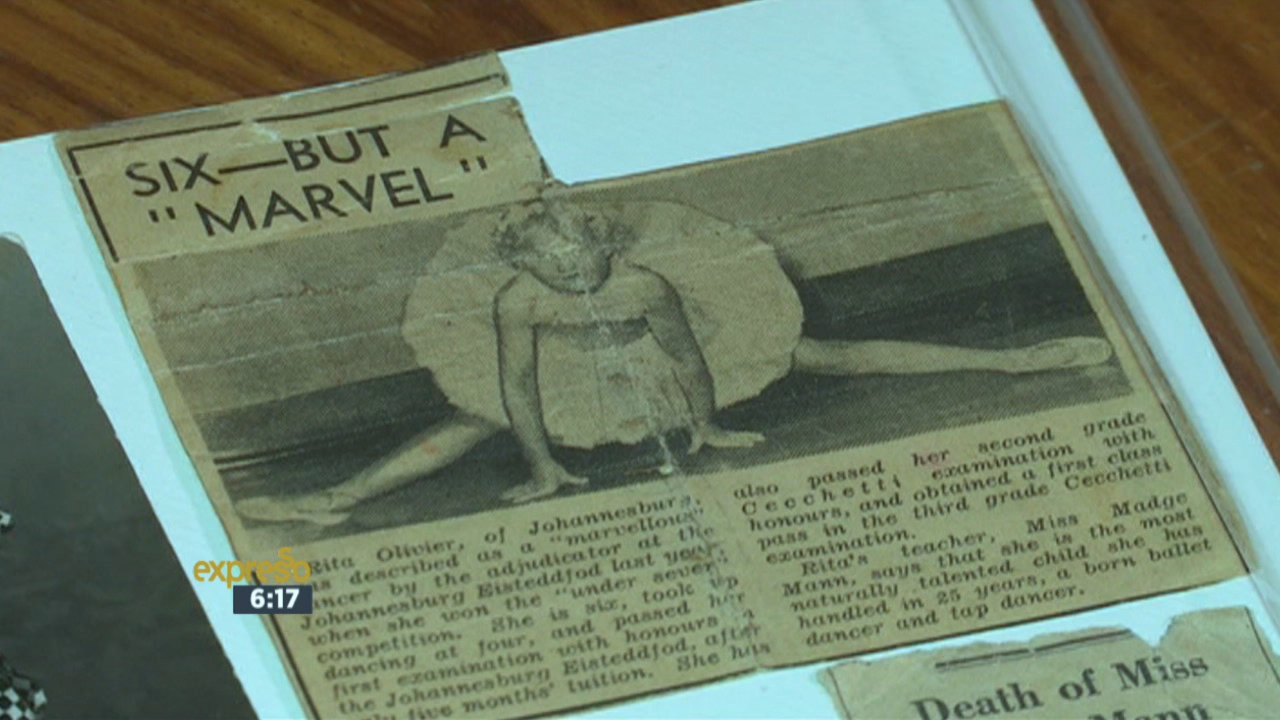 SIX—BUT A
"MARVEL"
Rita Olivier, of Johannesburg,
described as a "marvellous
by the adjudicator at the
Johannesburg Eisteddfod last year,
when she won the "under seven"
competition. She is six, took up
dancing at four, and passed her
first examination with honours
the Johannesburg Eisteddfod, after
five months' tuition. She has
also passed her second grade
Cecchetti examination with
honours, and obtained a first class
pass in the third grade Cecchetti
examination.
Rita's teacher, Miss Madge
Mann, says that she is the most
naturally talented child she has
handled in 25 years, a born ballet
dancer and tap dancer.
Death of Miss
Mann
expresso
6:17